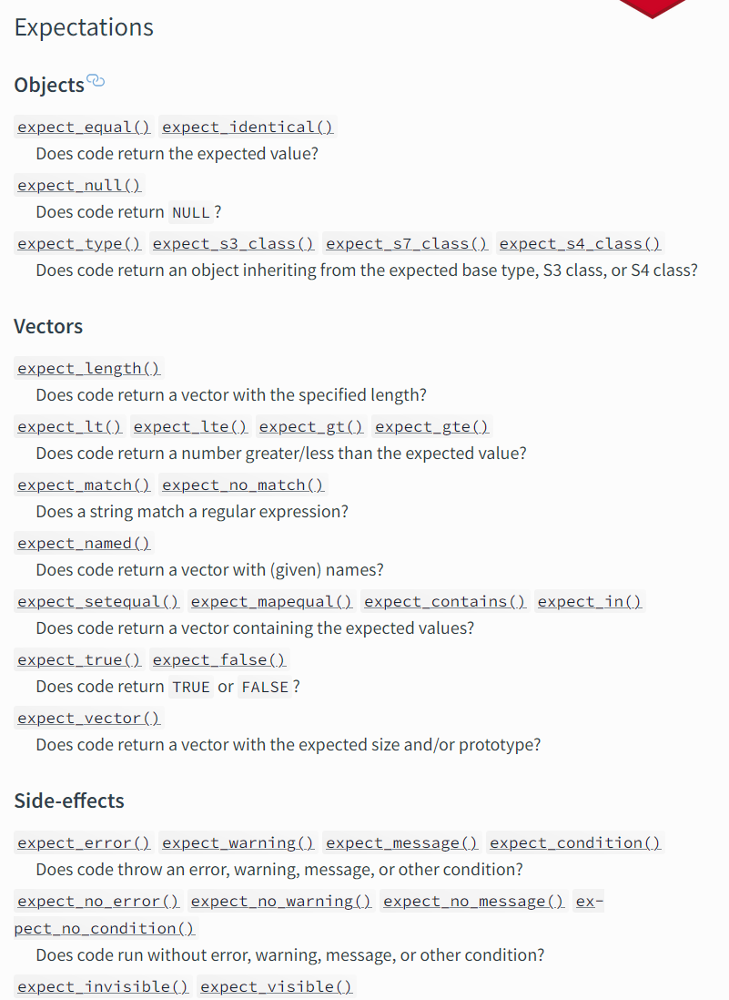 Expectations
Objects
expect_equal() expect_identical()
Does code return the expected value?
expect_null()
Does code return NULL?
expect_type() expect_s3_class() expect_s7_class() expect_s4_class()
Does code return an object inheriting from the expected base type, S3 class, or S4 class?
Vectors
expect_length()
Does code return a vector with the specified length?
expect_lt() expect_lte() expect_gt() expect_gte()
Does code return a number greater/less than the expected value?
expect_match() expect_no_match()
Does a string match a regular expression?
expect_named()
Does code return a vector with (given) names?
expect_setequal() expect_mapequal() expect_contains() expect_in()
Does code return a vector containing the expected values?
expect_true() expect_false()
Does code return TRUE or FALSE?
expect_vector()
Does code return a vector with the expected size and/or prototype?
Side-effects
expect_error() expect_warning() expect_message() expect_condition()
Does code throw an error, warning, message, or other condition?
expect_no_error() expect_no_warning() expect_no_message() ex-
pect_no_condition()
Does code run without error, warning, message, or other condition?
expect_invisible() expect_visible()